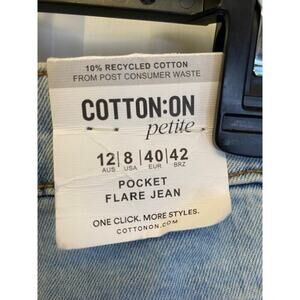 10% RECYCLED COTTON
FROM POST CONSUMER WASTE
COTTON:ON
petite
12|8|40|42
AUS USA EUR BRZ
POCKET
FLARE JEAN
ONE CLICK. MORE STYLES.
COTTONON.COM